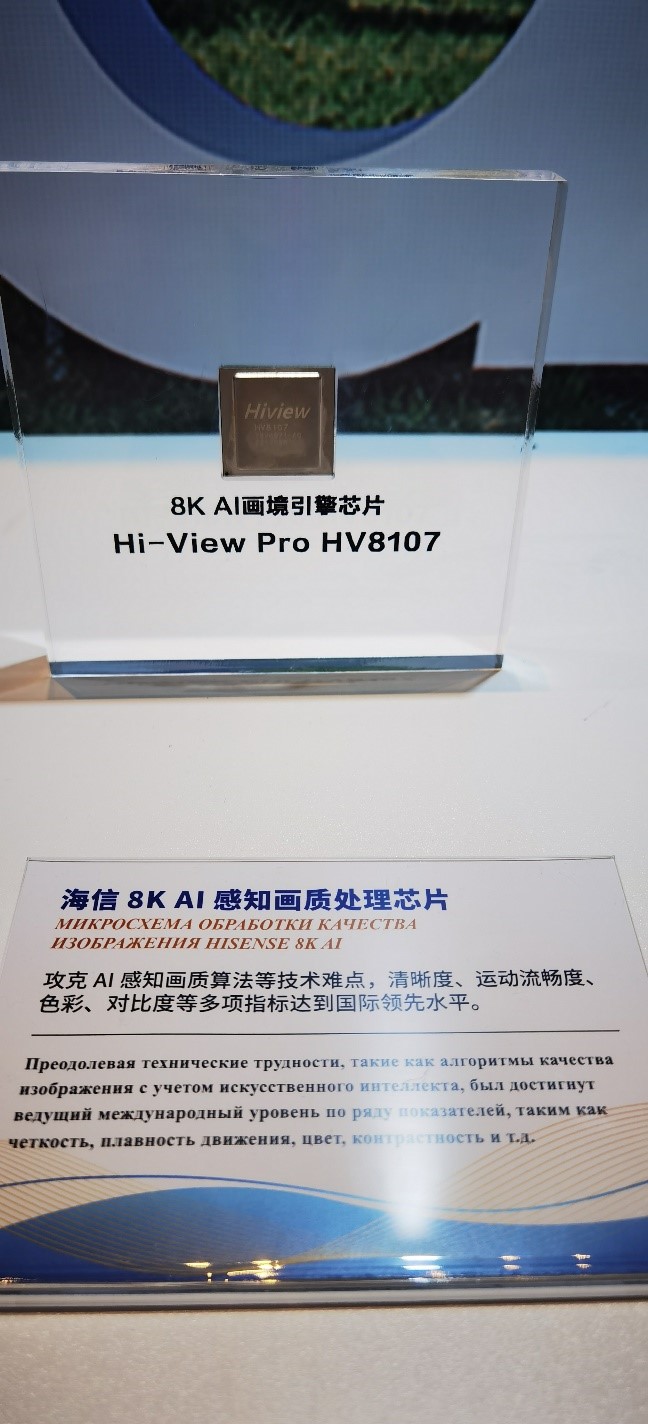 Hiview
HV8107
8K AI画境引擎芯片
Hi-View Pro HV8107
海信 8K AI 感知画质处理芯片
МИКРОСХЕМА ОБРАБОТКИ КАЧЕСТВА
ИЗОБРАЖЕНИЯ HISENSE 8K AI
攻克 AI 感知画质算法等技术难点，清晰度、运动流畅度、
色彩、对比度等多项指标达到国际领先水平。
Преодолевая технические трудности, такие как алгоритмы качества
изображения с учетом искусственного интеллекта, был достигнут
ведущий международный уровень по ряду показателей, таким как
четкость, плавность движения, цвет, контрастность и т.д.